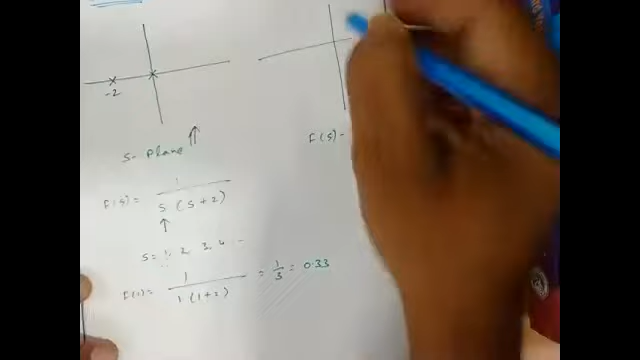 -2
S- Plane
F(s) -
F(s) = 1 / S (S+2)
S = 1, 2, 3, 4 -
F(1) = 1 / 1 (1+2) = 1/3 = 0.33